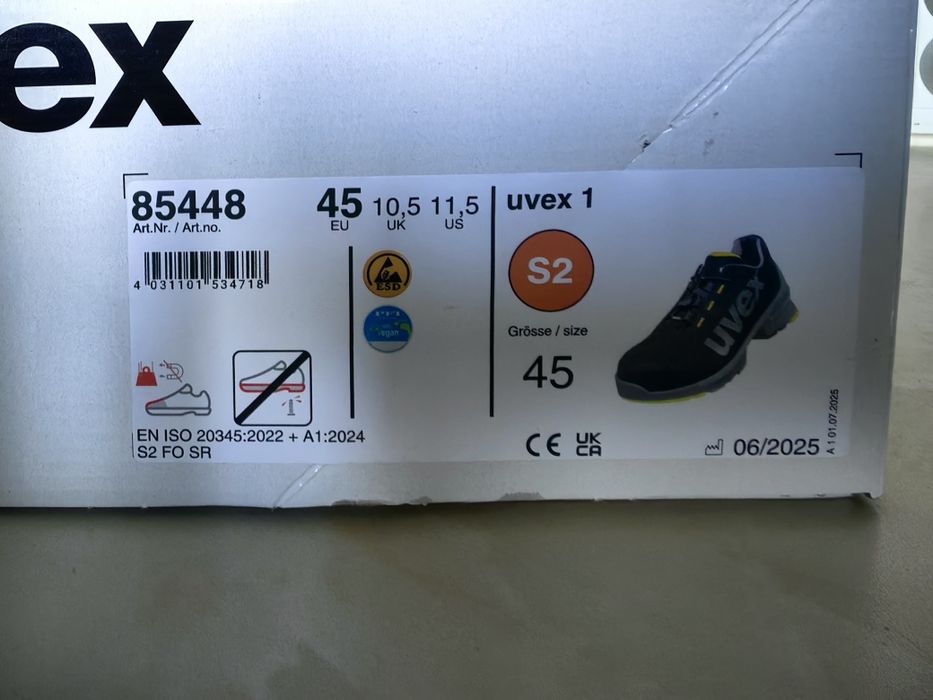 ex
85448 45 10,5 11,5
Art.Nr. / Art.no. EU UK US
4 031101 534718
ESD
vegan
EN ISO 20345:2022 + A1:2024
S2 FO SR
uvex 1
S2
Grösse / size
45
uvex
CE UK CA
06/2025
A 1 01.07.2025